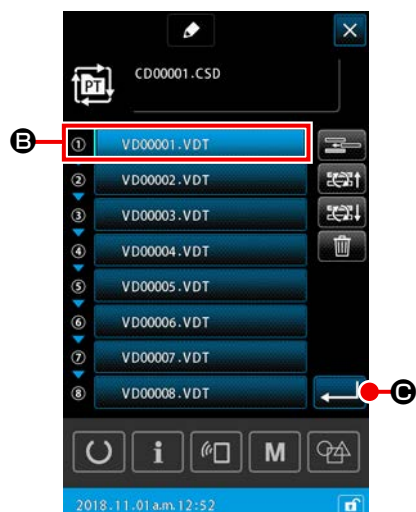 PT
CD00001.CSD
B
① VD00001.VDT
② VD00002.VDT
③ VD00003.VDT
④ VD00004.VDT
⑤ VD00005.VDT
⑥ VD00006.VDT
⑦ VD00007.VDT
⑧ VD00008.VDT
C
i M
2018.11.01 a.m.12:52